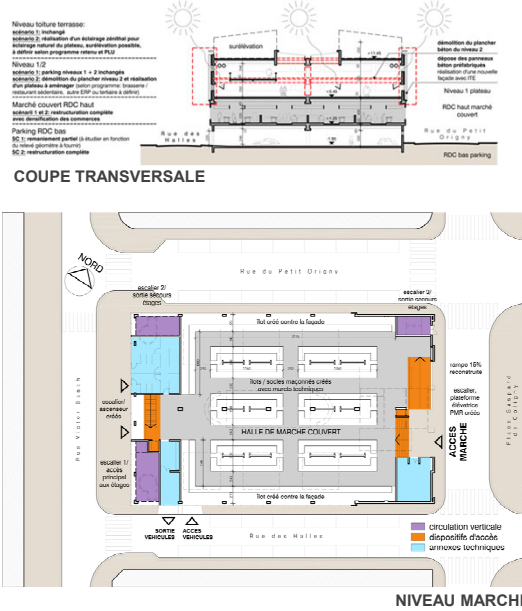 Niveau toiture terrasse:
scénario 1: inchangé
scénario 2: réalisation d'un éclairage zénithal pour
éclairage naturel du plateau, surélévation possible,
à définir selon programme retenu et PLU
Niveau 1/2
scénario 1: parking niveaux 1 + 2 inchangés
scénario 2: démolition du plancher niveau 2 et réalisation
d'un plateau à aménager (selon programme: brasserie /
restaurant sédentaire, autre ERP ou tertiaire à définir)
Marché couvert RDC haut
scénario 1 et 2: restructuration complète
avec densification des commerces
Parking RDC bas
SC 1: remaniement partiel (à étudier en fonction
du relevé géomètre à fournir)
SC 2: restructuration complète
surélévation
démolition du plancher
béton du niveau 2
dépose des panneaux
béton préfabriqués
réalisation d'une nouvelle
façade avec ITE
Niveau 1 plateau
RDC haut marché
couvert
Rue des
Halles
Rue du Petit
Origny
RDC bas parking
COUPE TRANSVERSALE
NORD
Rue du Petit Origny
escalier 2/
sortie secours
étages
escalier 3/
sortie secours
étages
îlot créé contre la façade
rampe 15%
reconstruite
escalier,
plateforme
élévatrice
PMR créés
îlots / socles maçonnés créés
avec murets techniques
escalier/
ascenseur
créés
HALLE DE MARCHE COUVERT
ACCES
MARCHE
escalier 1/
accès
principal
aux étages
îlot créé contre la façade
SORTIE
VEHICULES
ACCES
VEHICULES
Rue des Halles
circulation verticale
dispositifs d'accès
annexes techniques
NIVEAU MARCHE